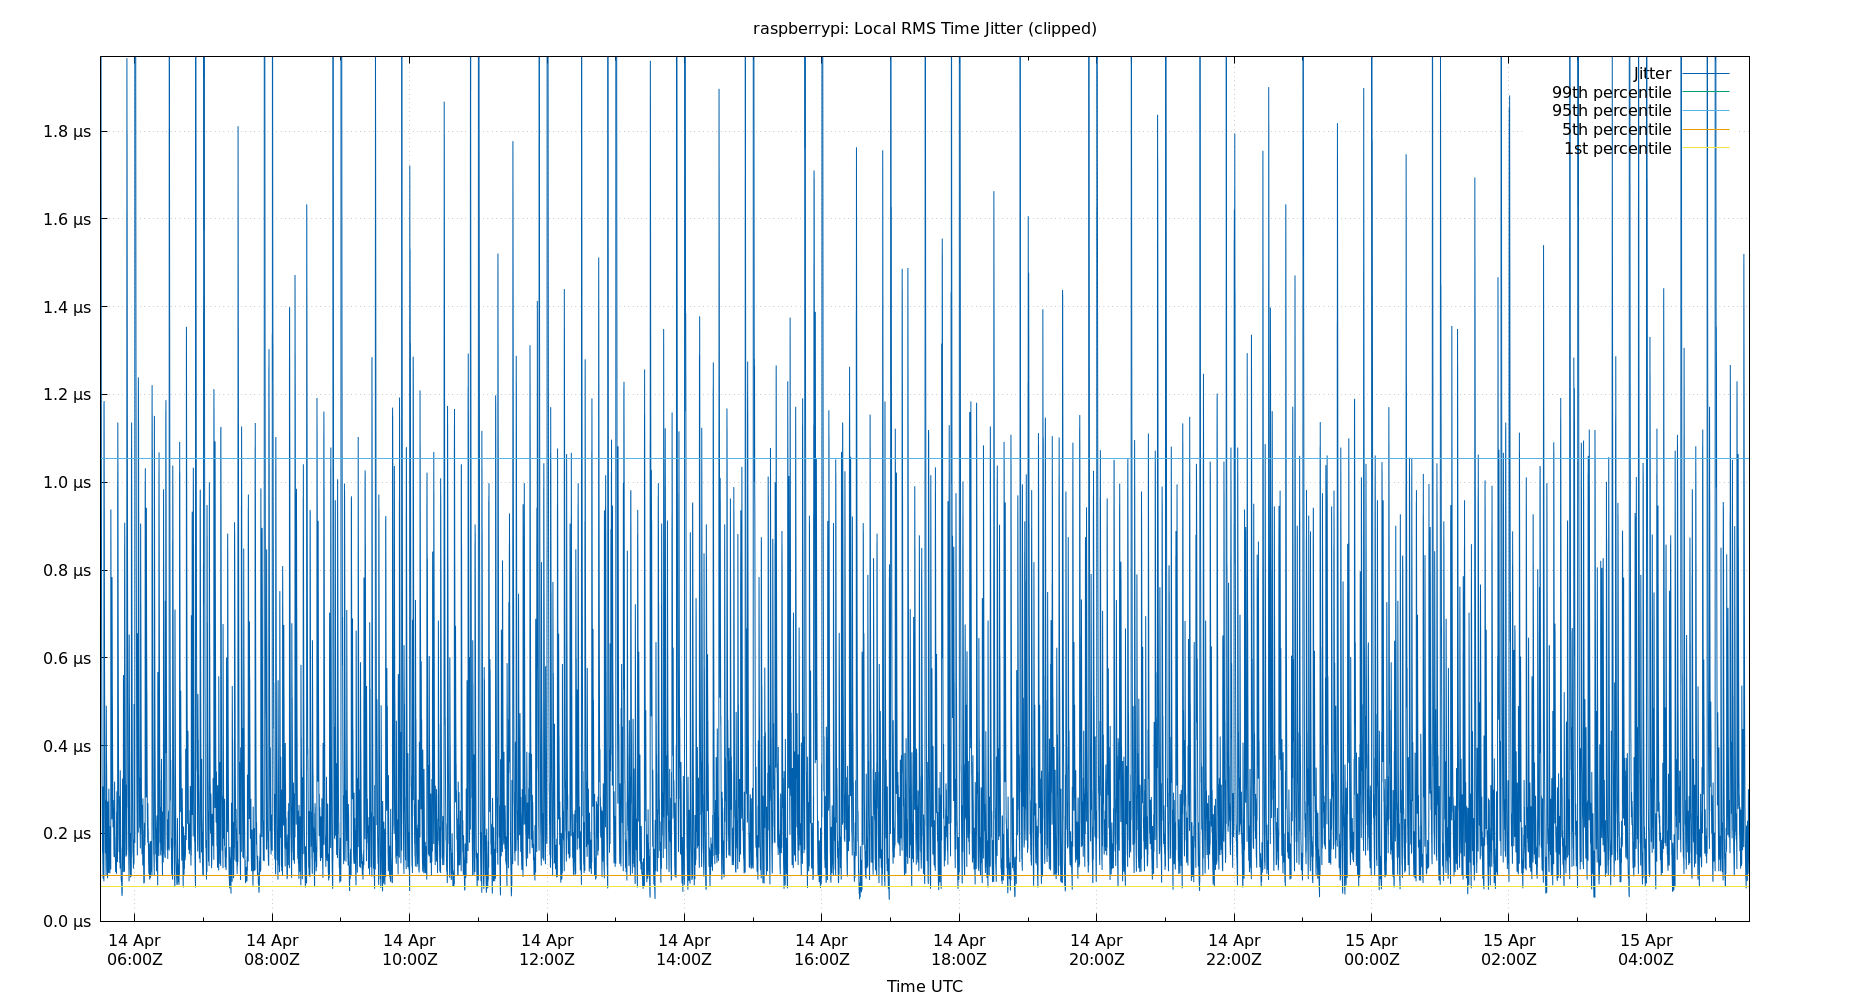 raspberrypi: Local RMS Time Jitter (clipped)
Jitter
99th percentile
95th percentile
5th percentile
1st percentile
1.8 µs
1.6 µs
1.4 µs
1.2 µs
1.0 µs
0.8 µs
0.6 µs
0.4 µs
0.2 µs
0.0 µs
14 Apr 14 Apr 14 Apr 14 Apr 14 Apr 14 Apr 14 Apr 14 Apr 14 Apr 15 Apr 15 Apr 15 Apr
06:00Z 08:00Z 10:00Z 12:00Z 14:00Z 16:00Z 18:00Z 20:00Z 22:00Z 00:00Z 02:00Z 04:00Z
Time UTC